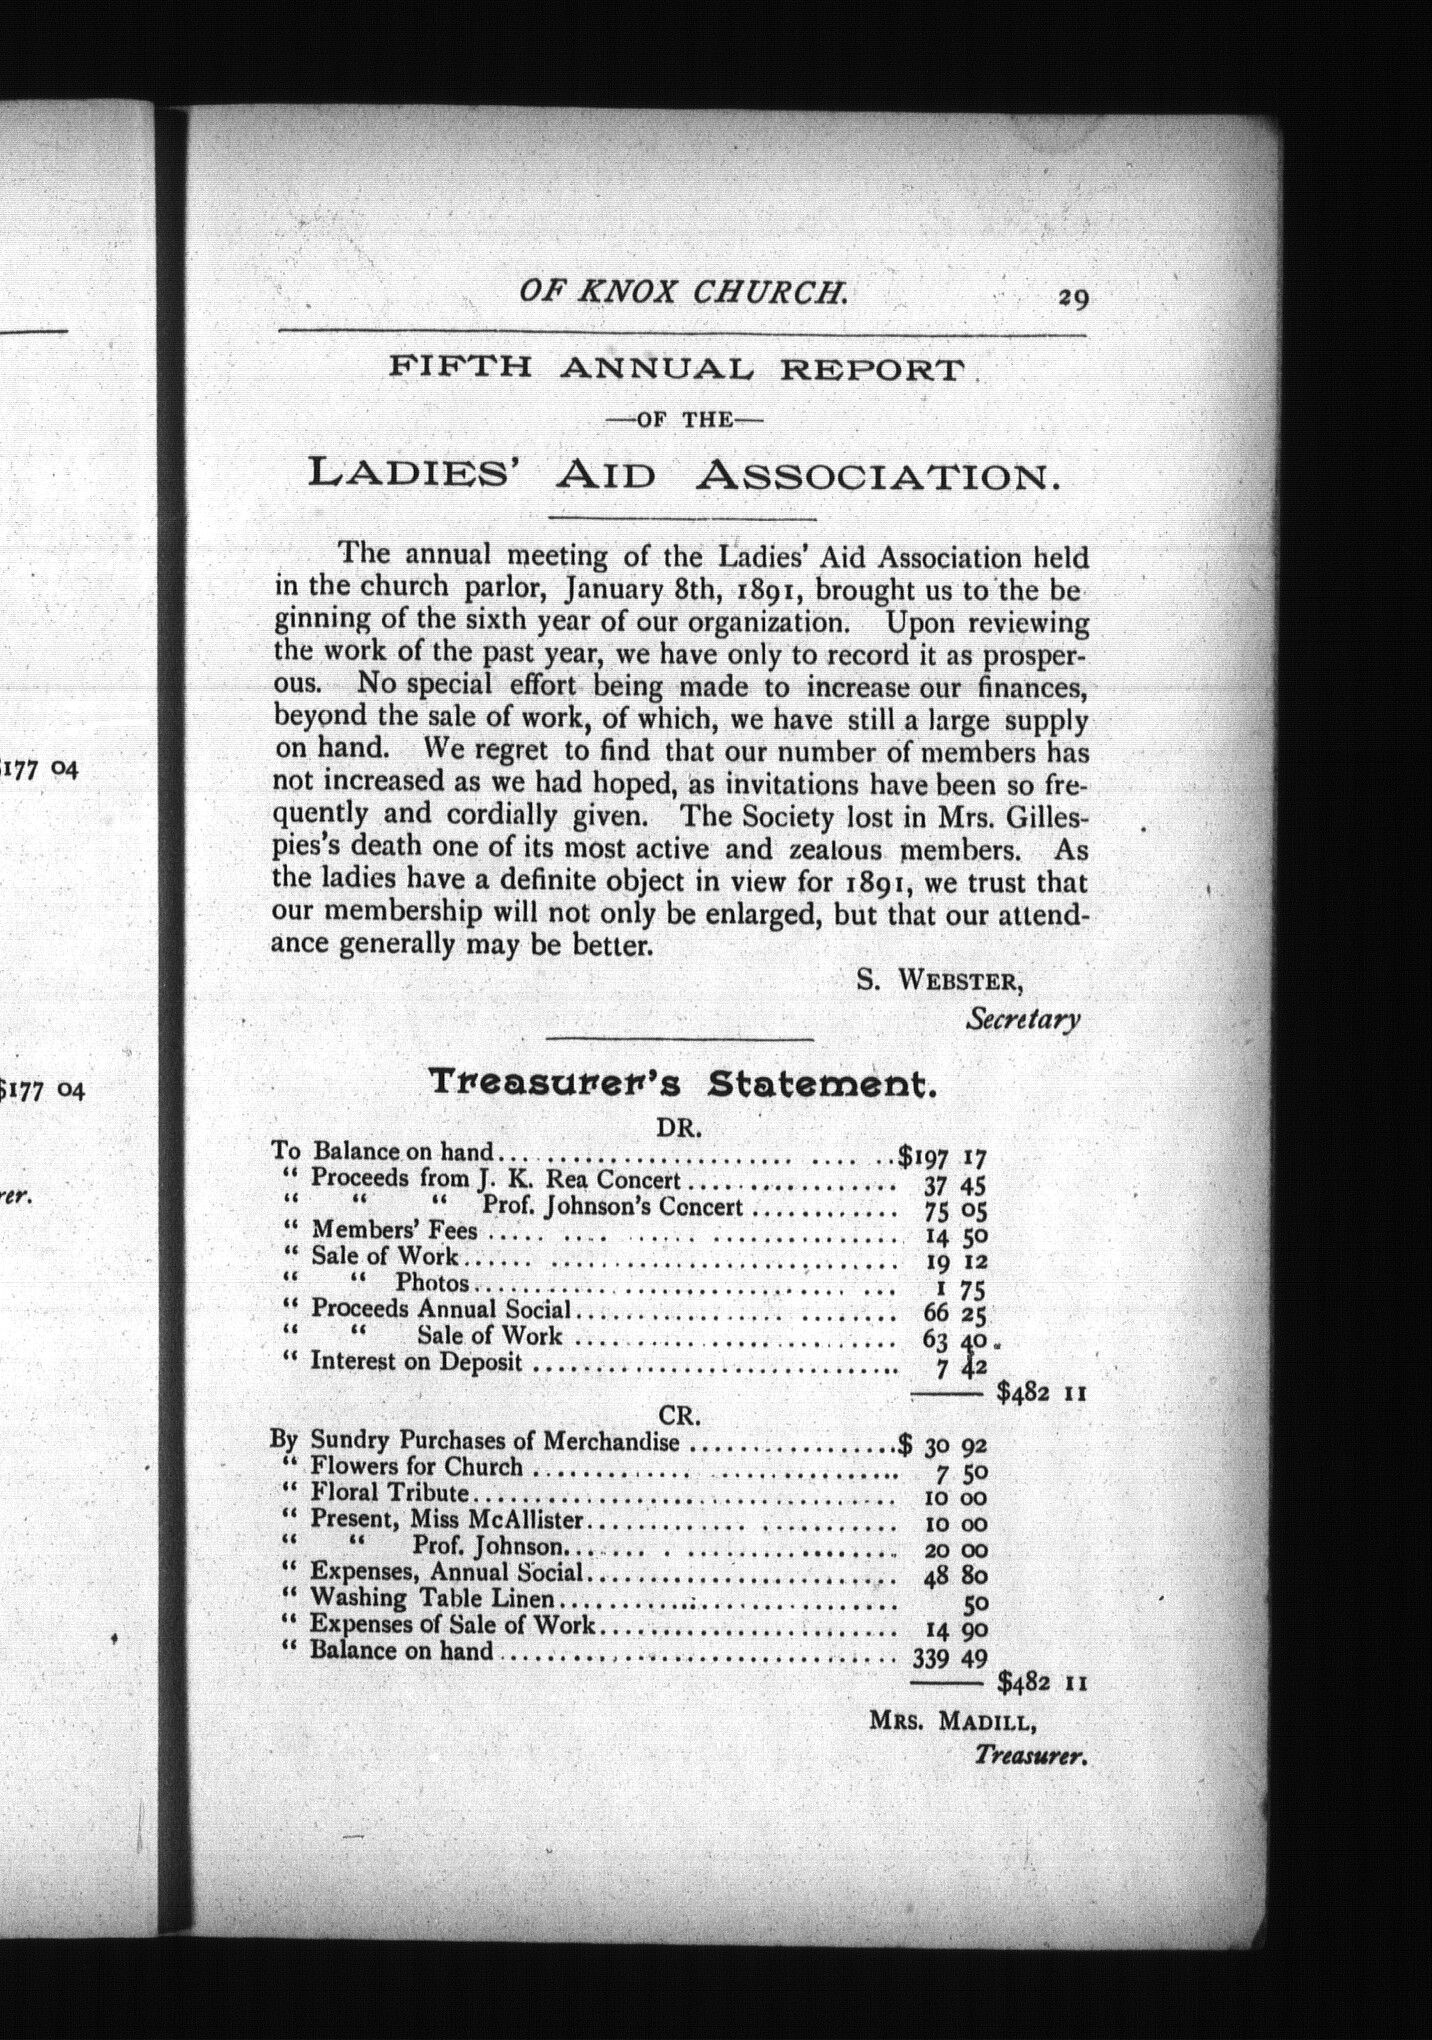 $177 04
$177 04
rer.
OF KNOX CHURCH. 29
FIFTH ANNUAL REPORT
—OF THE—
LADIES' AID ASSOCIATION.
The annual meeting of the Ladies' Aid Association held
in the church parlor, January 8th, 1891, brought us to the be
ginning of the sixth year of our organization. Upon reviewing
the work of the past year, we have only to record it as prosper-
ous. No special effort being made to increase our finances,
beyond the sale of work, of which, we have still a large supply
on hand. We regret to find that our number of members has
not increased as we had hoped, as invitations have been so fre-
quently and cordially given. The Society lost in Mrs. Gilles-
pies's death one of its most active and zealous members. As
the ladies have a definite object in view for 1891, we trust that
our membership will not only be enlarged, but that our attend-
ance generally may be better.
S. WEBSTER,
Secretary
Treasurer's Statement.
DR.
To Balance on hand.......................... $197 17
" Proceeds from J. K. Rea Concert................. 37 45
" " " Prof. Johnson's Concert ............ 75 05
" Members' Fees .............................. 14 50
" Sale of Work.............................. 19 12
" " Photos.............................. 1 75
" Proceeds Annual Social........................ 66 25
" " Sale of Work ........................ 63 40
" Interest on Deposit ............................ 7 42
$482 11
CR.
By Sundry Purchases of Merchandise ................$ 30 92
" Flowers for Church ............................ 7 50
" Floral Tribute.............................. 10 00
" Present, Miss McAllister........................ 10 00
" " Prof. Johnson........................ 20 00
" Expenses, Annual Social........................ 48 80
" Washing Table Linen.......................... 50
" Expenses of Sale of Work....................... 14 90
" Balance on hand .............................. 339 49
$482 11
MRS. MADILL,
Treasurer.